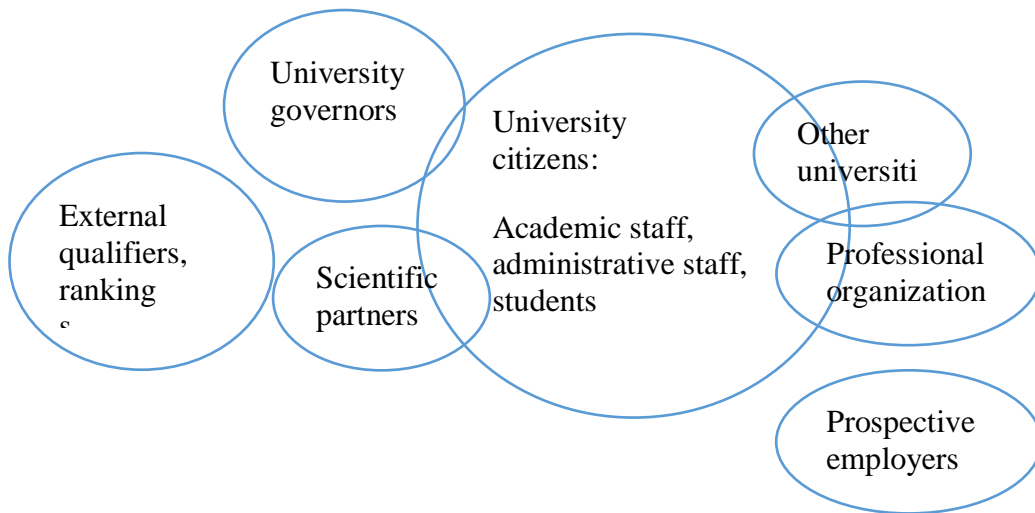 University
governors
University
citizens:
Academic staff,
administrative staff,
students
Other
universiti
External
qualifiers,
ranking
s
Scientific
partners
Professional
organization
Prospective
employers